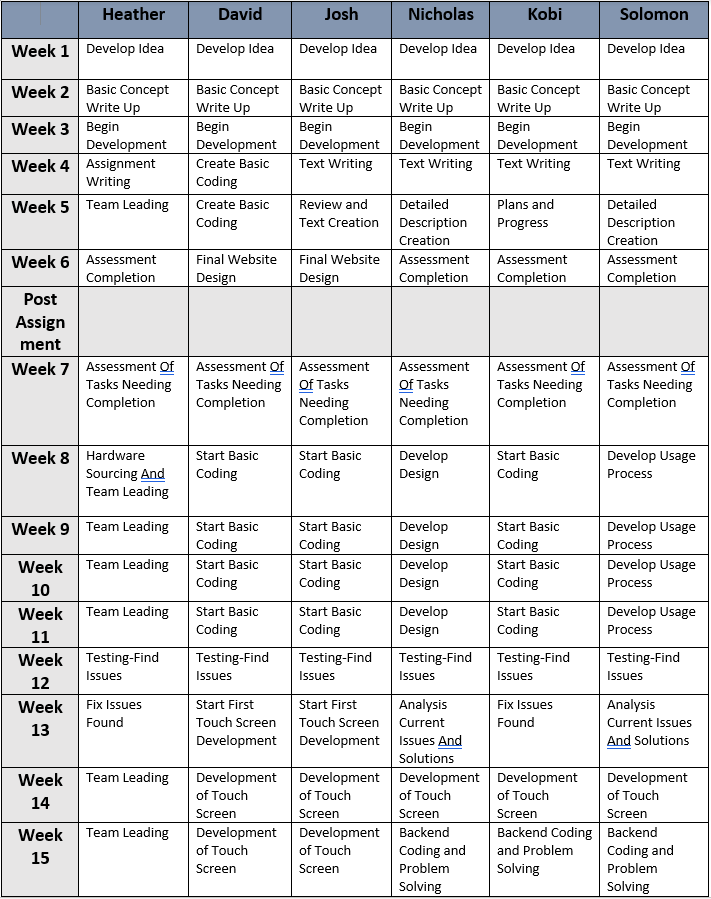 Heather David Josh Nicholas Kobi Solomon
Week 1 Develop Idea Develop Idea Develop Idea Develop Idea Develop Idea Develop Idea
Week 2 Basic Concept Basic Concept Basic Concept Basic Concept Basic Concept Basic Concept
Write Up Write Up Write Up Write Up Write Up Write Up
Week 3 Begin Begin Begin Begin Begin Begin
Development Development Development Development Development Development
Week 4 Assignment Create Basic Text Writing Text Writing Text Writing Text Writing
Writing Coding
Week 5 Team Leading Create Basic Review and Detailed Plans and Detailed
Coding Text Creation Description Progress Description
Creation Creation
Week 6 Assessment Final Website Final Website Assessment Assessment Assessment
Completion Design Design Completion Completion Completion
Post
Assign
ment
Week 7 Assessment Of Assessment Of Assessment Assessment Assessment Of Assessment Of
Tasks Needing Tasks Needing Of Tasks Of Tasks Tasks Needing Tasks Needing
Completion Completion Needing Needing Completion Completion
Completion Completion
Week 8 Hardware Start Basic Start Basic Develop Start Basic Develop Usage
Sourcing And Coding Coding Design Coding Process
Team Leading
Week 9 Team Leading Start Basic Start Basic Develop Start Basic Develop Usage
Coding Coding Design Coding Process
Week Team Leading Start Basic Start Basic Develop Start Basic Develop Usage
10 Coding Coding Design Coding Process
Week Team Leading Start Basic Start Basic Develop Start Basic Develop Usage
11 Coding Coding Design Coding Process
Week Testing-Find Testing-Find Testing-Find Testing-Find Testing-Find Testing-Find
12 Issues Issues Issues Issues Issues Issues
Week Fix Issues Start First Start First Analysis Fix Issues Analysis
13 Found Touch Screen Touch Screen Current Found Current Issues
Development Development Issues And And Solutions
Solutions
Week Team Leading Development Development Development Development Development
14 of Touch of Touch of Touch of Touch of Touch
Screen Screen Screen Screen Screen
Week Team Leading Development Development Backend Backend Coding Backend
15 of Touch of Touch Coding and and Problem Coding and
Screen Screen Problem Solving Problem
Solving Solving